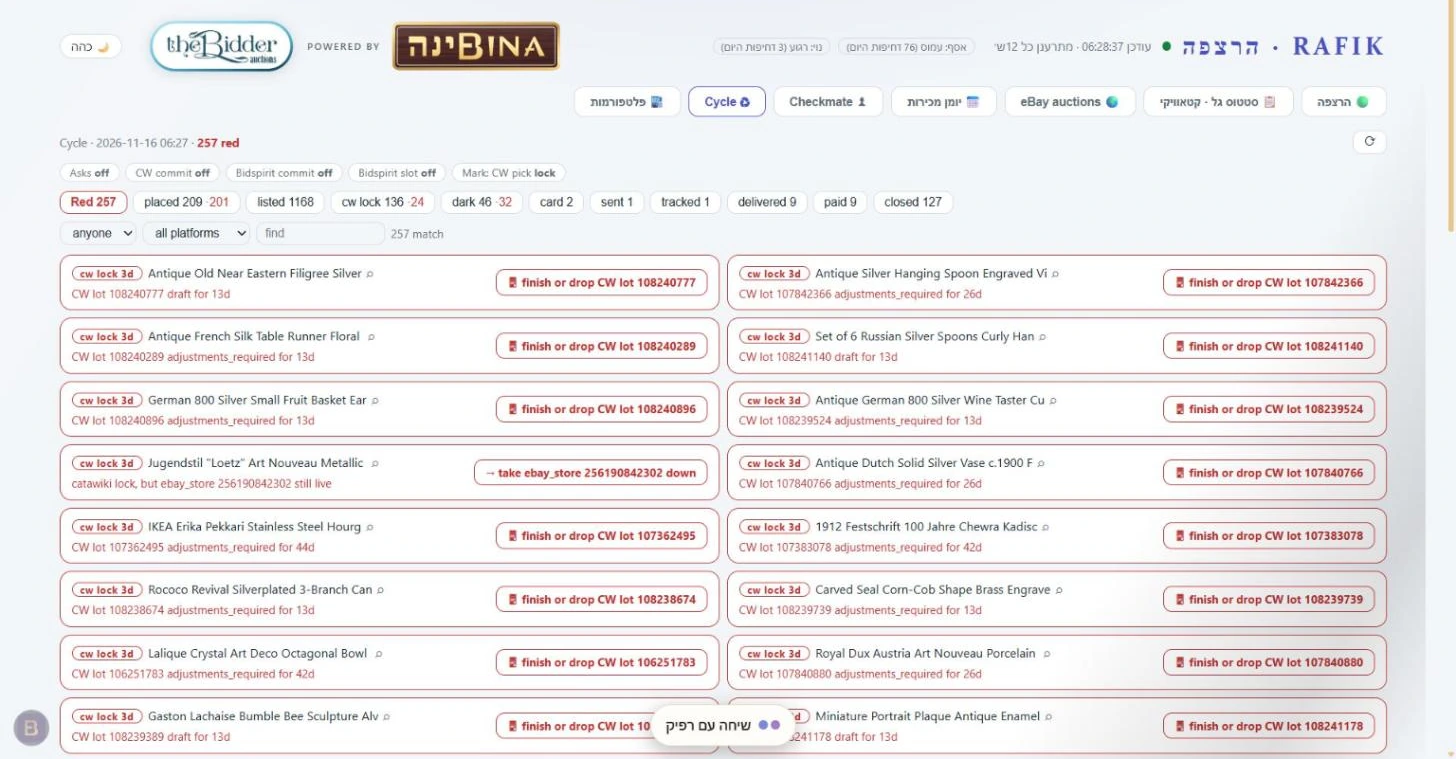 כהה 🌙
theBidder auctions
POWERED BY
בINAינה
אסף: עמוס (76 דחיפות היום)
נוי: רגוע (3 דחיפות היום)
עודכן 06:28:37 · מתרענן כל 12ש׳
RAFIK · הרצפה
הרצפה
סטטוס גל · קטאוויקי
eBay auctions
יומן מכירות
Checkmate
Cycle
פלטפורמות
Cycle · 2026-11-16 06:27 · 257 red
Asks off
CW commit off
Bidspirit commit off
Bidspirit slot off
Mark: CW pick lock
Red 257
placed 209 ·201
listed 1168
cw lock 136 ·24
dark 46 ·32
card 2
sent 1
tracked 1
delivered 9
paid 9
closed 127
anyone
all platforms
find
257 match
cw lock 3d Antique Old Near Eastern Filigree Silver
CW lot 108240777 draft for 13d
finish or drop CW lot 108240777
cw lock 3d Antique Silver Hanging Spoon Engraved Vi
CW lot 107842366 adjustments_required for 26d
finish or drop CW lot 107842366
cw lock 3d Antique French Silk Table Runner Floral
CW lot 108240289 adjustments_required for 13d
finish or drop CW lot 108240289
cw lock 3d Set of 6 Russian Silver Spoons Curly Han
CW lot 108241140 draft for 13d
finish or drop CW lot 108241140
cw lock 3d German 800 Silver Small Fruit Basket Ear
CW lot 108240896 adjustments_required for 13d
finish or drop CW lot 108240896
cw lock 3d Antique German 800 Silver Wine Taster Cu
CW lot 108239524 adjustments_required for 13d
finish or drop CW lot 108239524
cw lock 3d Jugendstil "Loetz" Art Nouveau Metallic
catawiki lock, but ebay_store 256190842302 still live
→ take ebay_store 256190842302 down
cw lock 3d Antique Dutch Solid Silver Vase c.1900 F
CW lot 107840766 adjustments_required for 26d
finish or drop CW lot 107840766
cw lock 3d IKEA Erika Pekkari Stainless Steel Hourg
CW lot 107362495 adjustments_required for 44d
finish or drop CW lot 107362495
cw lock 3d 1912 Festschrift 100 Jahre Chewra Kadisc
CW lot 107383078 adjustments_required for 42d
finish or drop CW lot 107383078
cw lock 3d Rococo Revival Silverplated 3-Branch Can
CW lot 108238674 adjustments_required for 13d
finish or drop CW lot 108238674
cw lock 3d Carved Seal Corn-Cob Shape Brass Engrave
CW lot 108239739 adjustments_required for 13d
finish or drop CW lot 108239739
cw lock 3d Lalique Crystal Art Deco Octagonal Bowl
CW lot 106251783 adjustments_required for 42d
finish or drop CW lot 106251783
cw lock 3d Royal Dux Austria Art Nouveau Porcelain
CW lot 107840880 adjustments_required for 26d
finish or drop CW lot 107840880
cw lock 3d Gaston Lachaise Bumble Bee Sculpture Alv
CW lot 108239389 draft for 13d
finish or drop CW lot 10
d Miniature Portrait Plaque Antique Enamel
8241178 draft for 13d
finish or drop CW lot 108241178
שיחה עם רפיק
B